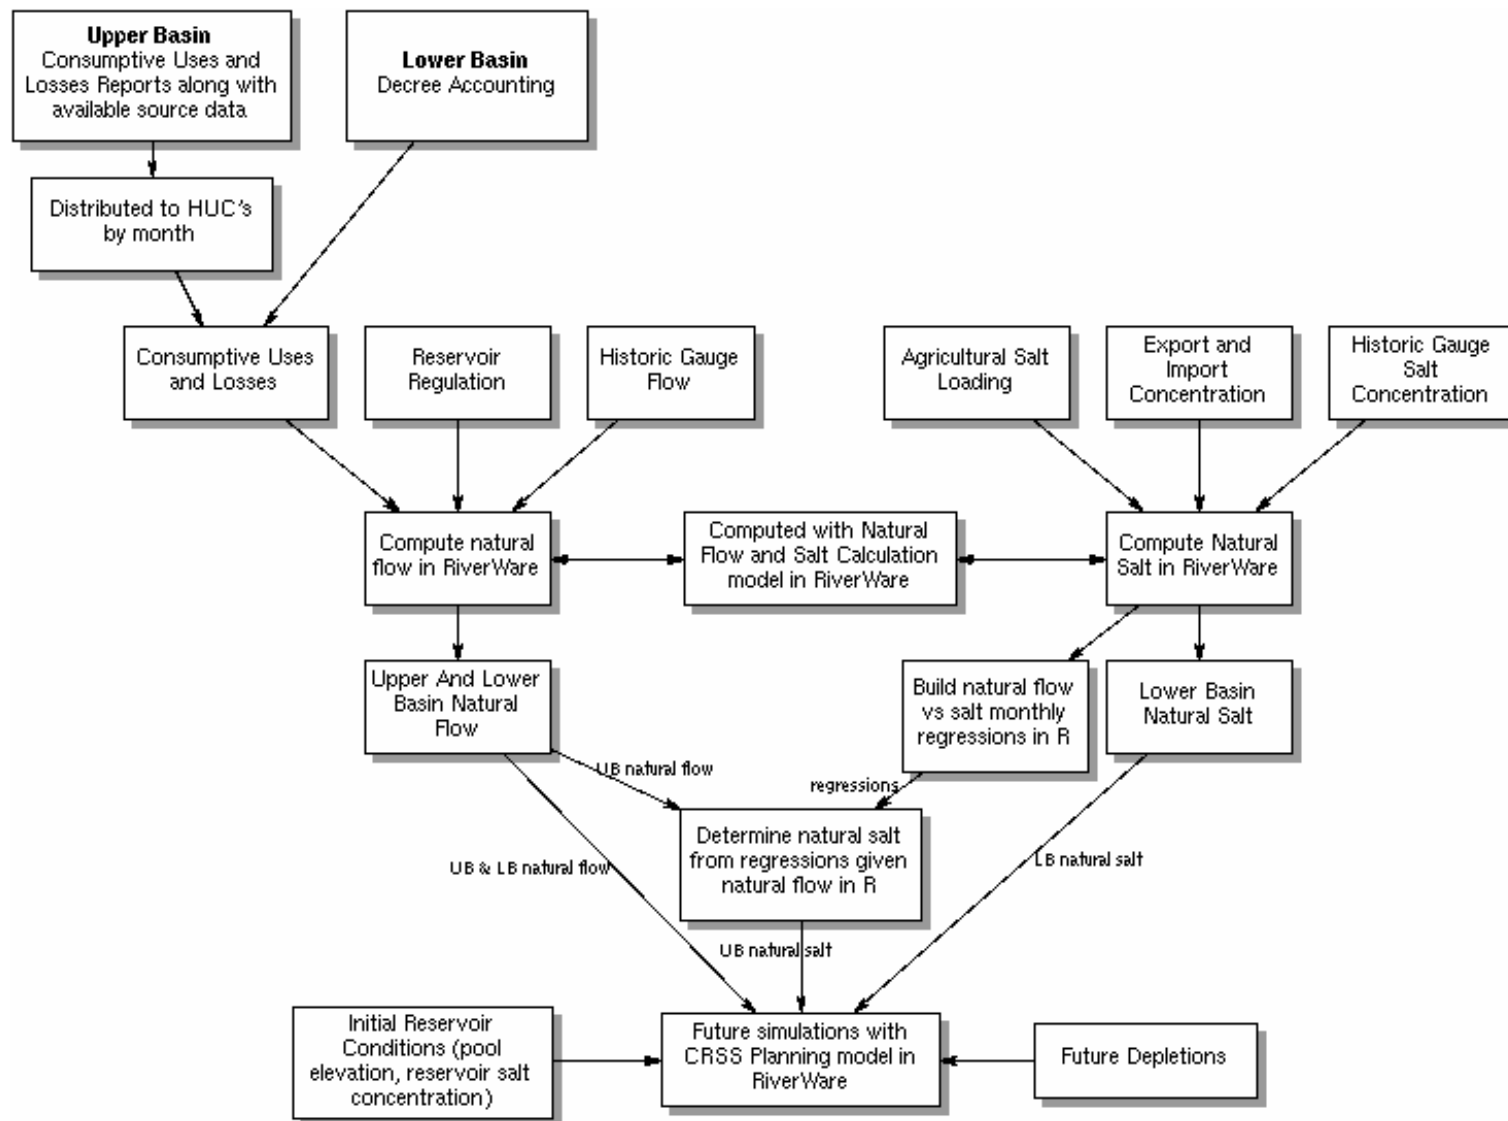 Upper Basin
Consumptive Uses and
Losses Reports along with
available source data
Lower Basin
Decree Accounting
Distributed to HUC's
by month
Consumptive Uses
and Losses
Reservoir
Regulation
Historic Gauge
Flow
Agricultural Salt
Loading
Export and
Import
Concentration
Historic Gauge
Salt
Concentration
Compute natural
flow in RiverWare
Computed with Natural
Flow and Salt Calculation
model in RiverWare
Compute Natural
Salt in RiverWare
Upper And Lower
Basin Natural
Flow
Build natural flow
vs salt monthly
regressions in R
Lower Basin
Natural Salt
UB natural flow
regressions
Determine natural salt
from regressions given
natural flow in R
UB & LB natural flow
LB natural salt
UB natural salt
Initial Reservoir
Conditions (pool
elevation, reservoir salt
concentration)
Future simulations with
CRSS Planning model in
RiverWare
Future Depletions